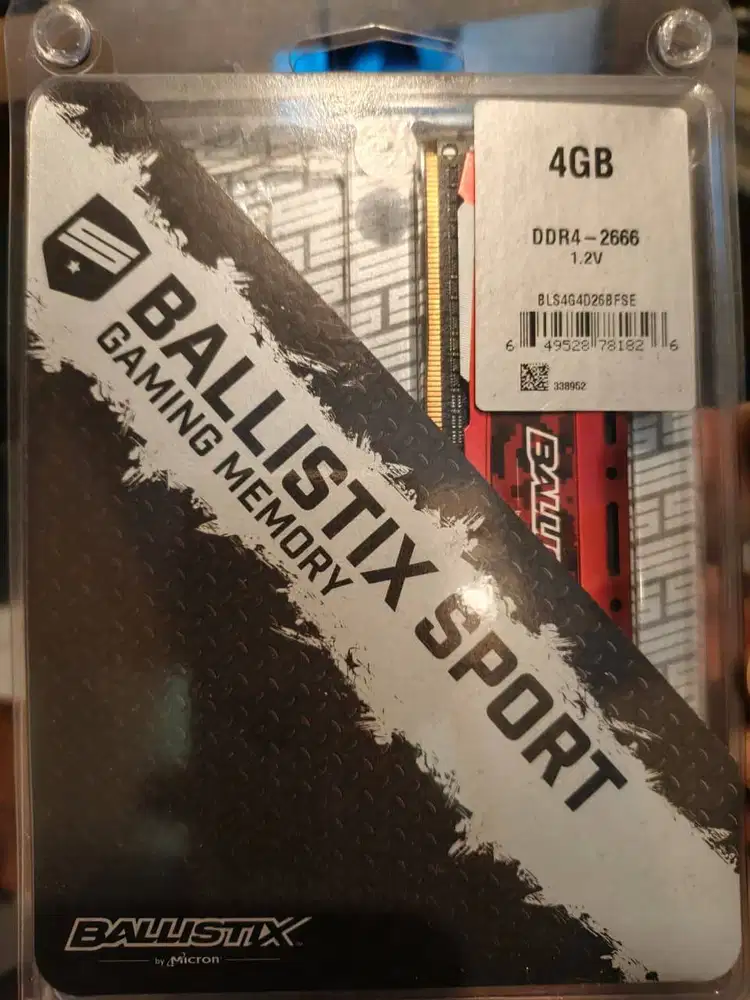 4GB
DDR4-2666
1.2V
BLS4G4D26BFSE
6 49528 78182 6
338952
BALLISTIX SPORT
GAMING MEMORY
BALLISTIX
by Micron